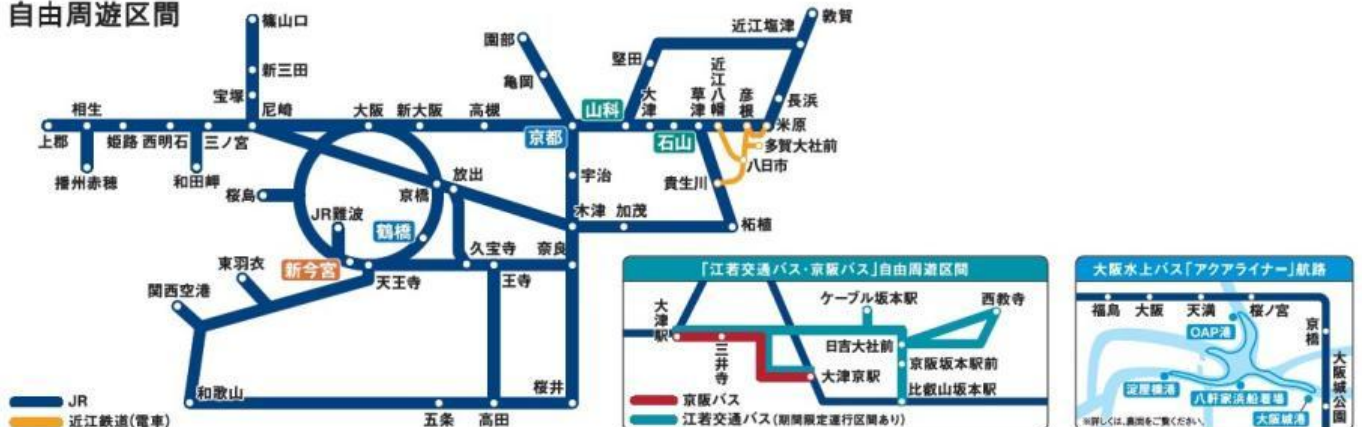 自由周遊区間
篠山口
新三田
宝塚
尼崎
園部
亀岡
敦賀
近江塩津
堅田
大津
草津
近江八幡
彦根
長浜
米原
多賀大社前
八日市
貴生川
柘植
上郡
相生
播州赤穂
姫路
西明石
和田岬
三ノ宮
大阪
新大阪
高槻
京都
山科
石山
桜島
京橋
放出
宇治
木津
加茂
JR難波
鶴橋
新今宮
天王寺
久宝寺
王寺
奈良
東羽衣
関西空港
和歌山
五条
高田
桜井
JR
近江鉄道(電車)
「江若交通バス・京阪バス」自由周遊区間
大津駅
三井寺
ケーブル坂本駅
西教寺
日吉大社前
京阪坂本駅前
大津京駅
比叡山坂本駅
京阪バス
江若交通バス(期間限定運行区間あり)
大阪水上バス「アクアライナー」航路
福島
大阪
天満
桜ノ宮
京橋
大阪城公園
OAP港
淀屋橋港
八軒家浜船着場
大阪城港
※詳しくは、裏面をご覧ください。